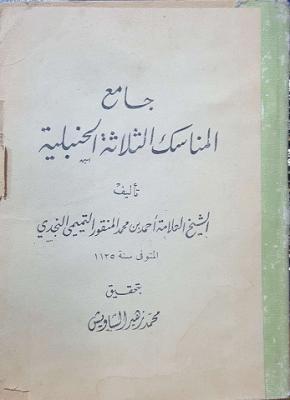 جامع
المناسك الثلاثة الحنبلية
تأليف
الشيخ العلامة أحمد بن محمد المنقور التميمي النجدي
المتوفى سنة ١١٢٥
بتحقيق
محمد زهير الشاويش